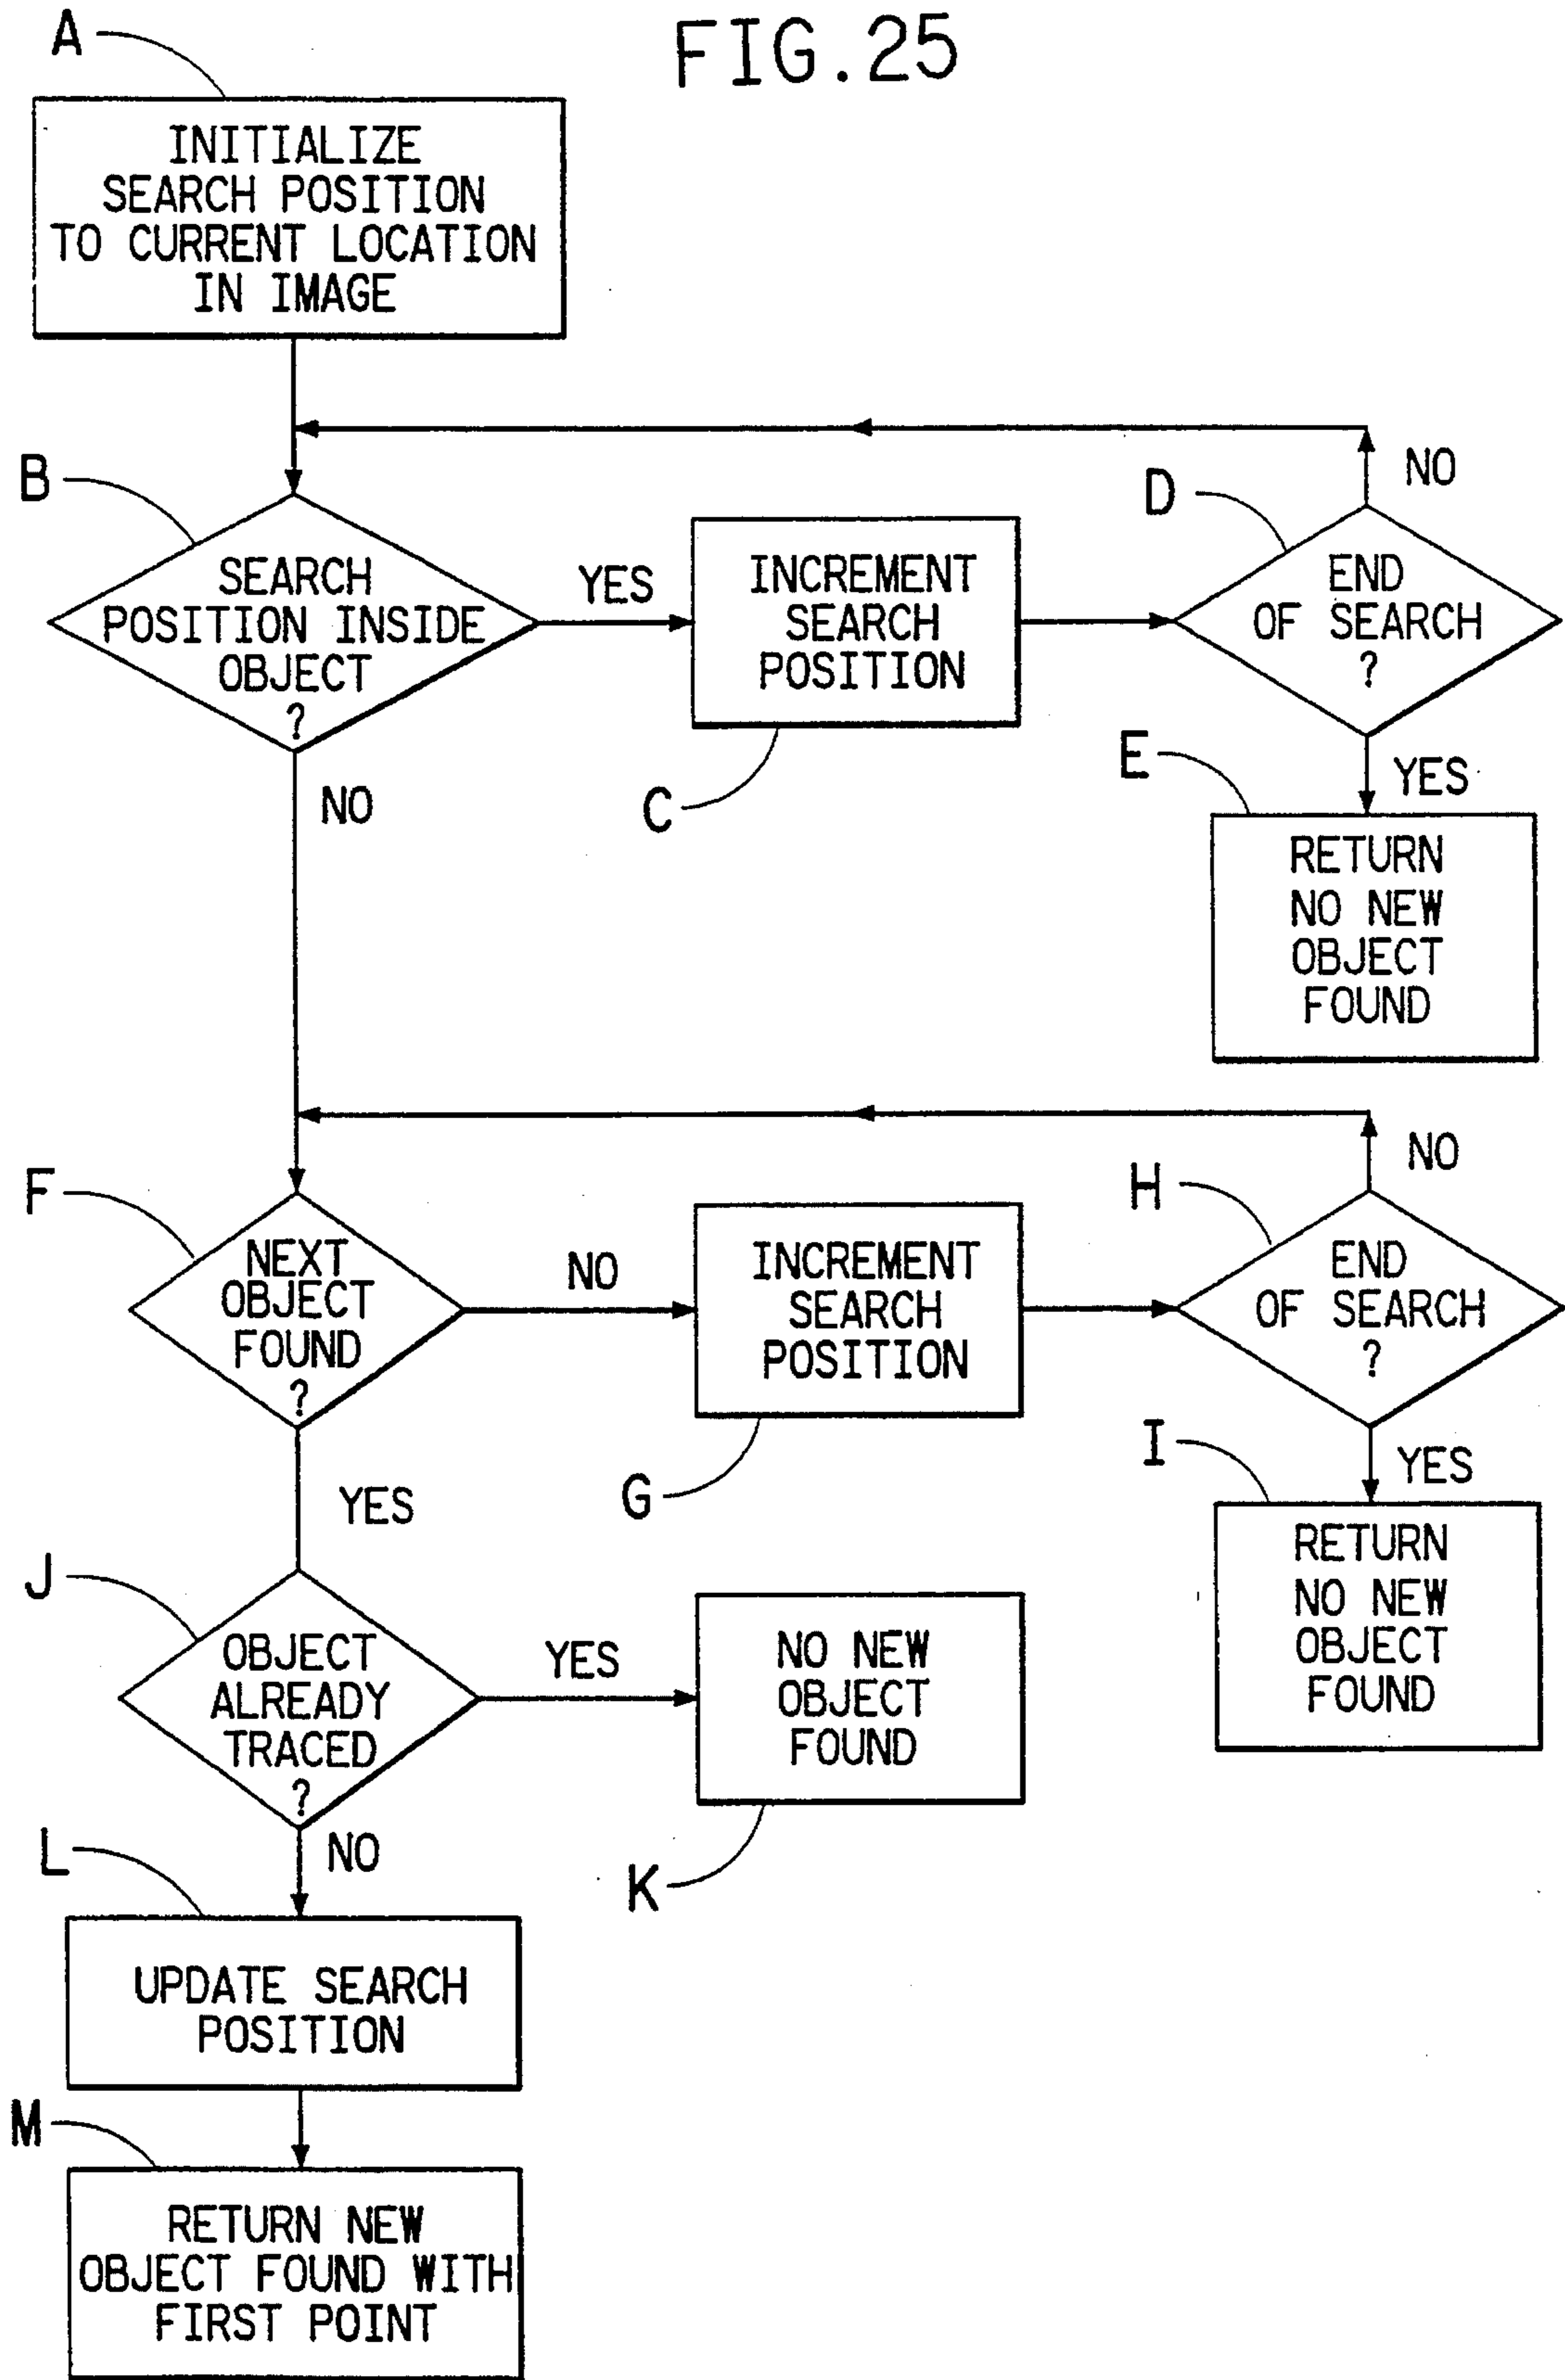 FIG.25
A
INITIALIZE
SEARCH POSITION
TO CURRENT LOCATION
IN IMAGE
B
SEARCH
POSITION INSIDE
OBJECT
?
YES
NO
INCREMENT
SEARCH
POSITION
C
D
END
OF SEARCH
?
NO
YES
E
RETURN
NO NEW
OBJECT
FOUND
F
NEXT
OBJECT
FOUND
?
NO
YES
INCREMENT
SEARCH
POSITION
G
H
END
OF SEARCH
?
NO
YES
I
RETURN
NO NEW
OBJECT
FOUND
J
OBJECT
ALREADY
TRACED
?
YES
NO
NO NEW
OBJECT
FOUND
K
L
UPDATE SEARCH
POSITION
M
RETURN NEW
OBJECT FOUND WITH
FIRST POINT